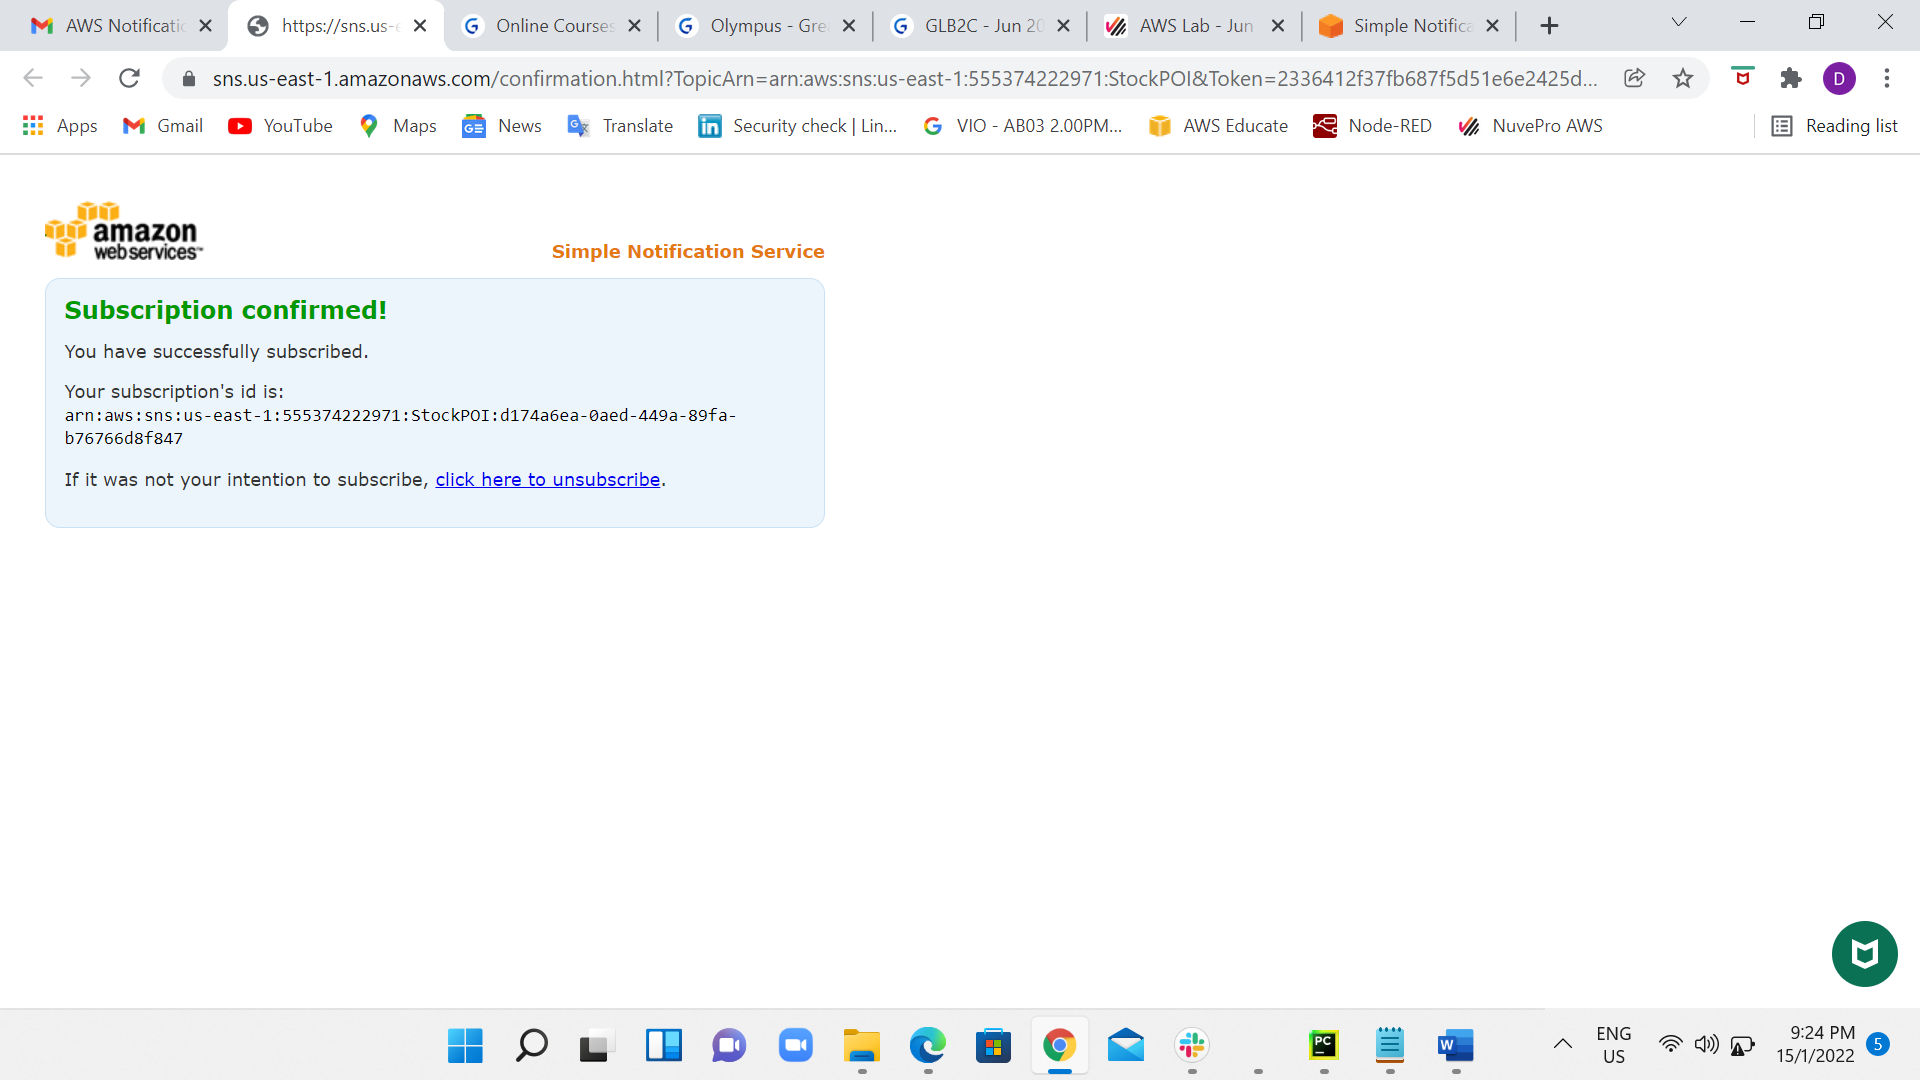 AWS Notificatio
https://sns.us-e
Online Courses
Olympus - Grea
GLB2C - Jun 20
AWS Lab - Jun
Simple Notifica
sns.us-east-1.amazonaws.com/confirmation.html?TopicArn=arn:aws:sns:us-east-1:555374222971:StockPOI&Token=2336412f37fb687f5d51e6e2425d...
D
Apps
Gmail
YouTube
Maps
News
Translate
Security check | Lin...
VIO - AB03 2.00PM...
AWS Educate
Node-RED
NuvePro AWS
Reading list
amazon
webservices™
Simple Notification Service
Subscription confirmed!
You have successfully subscribed.
Your subscription's id is:
arn:aws:sns:us-east-1:555374222971:StockPOI:d174a6ea-0aed-449a-89fa-
b76766d8f847
If it was not your intention to subscribe, click here to unsubscribe.
ENG
US
9:24 PM
15/1/2022
5